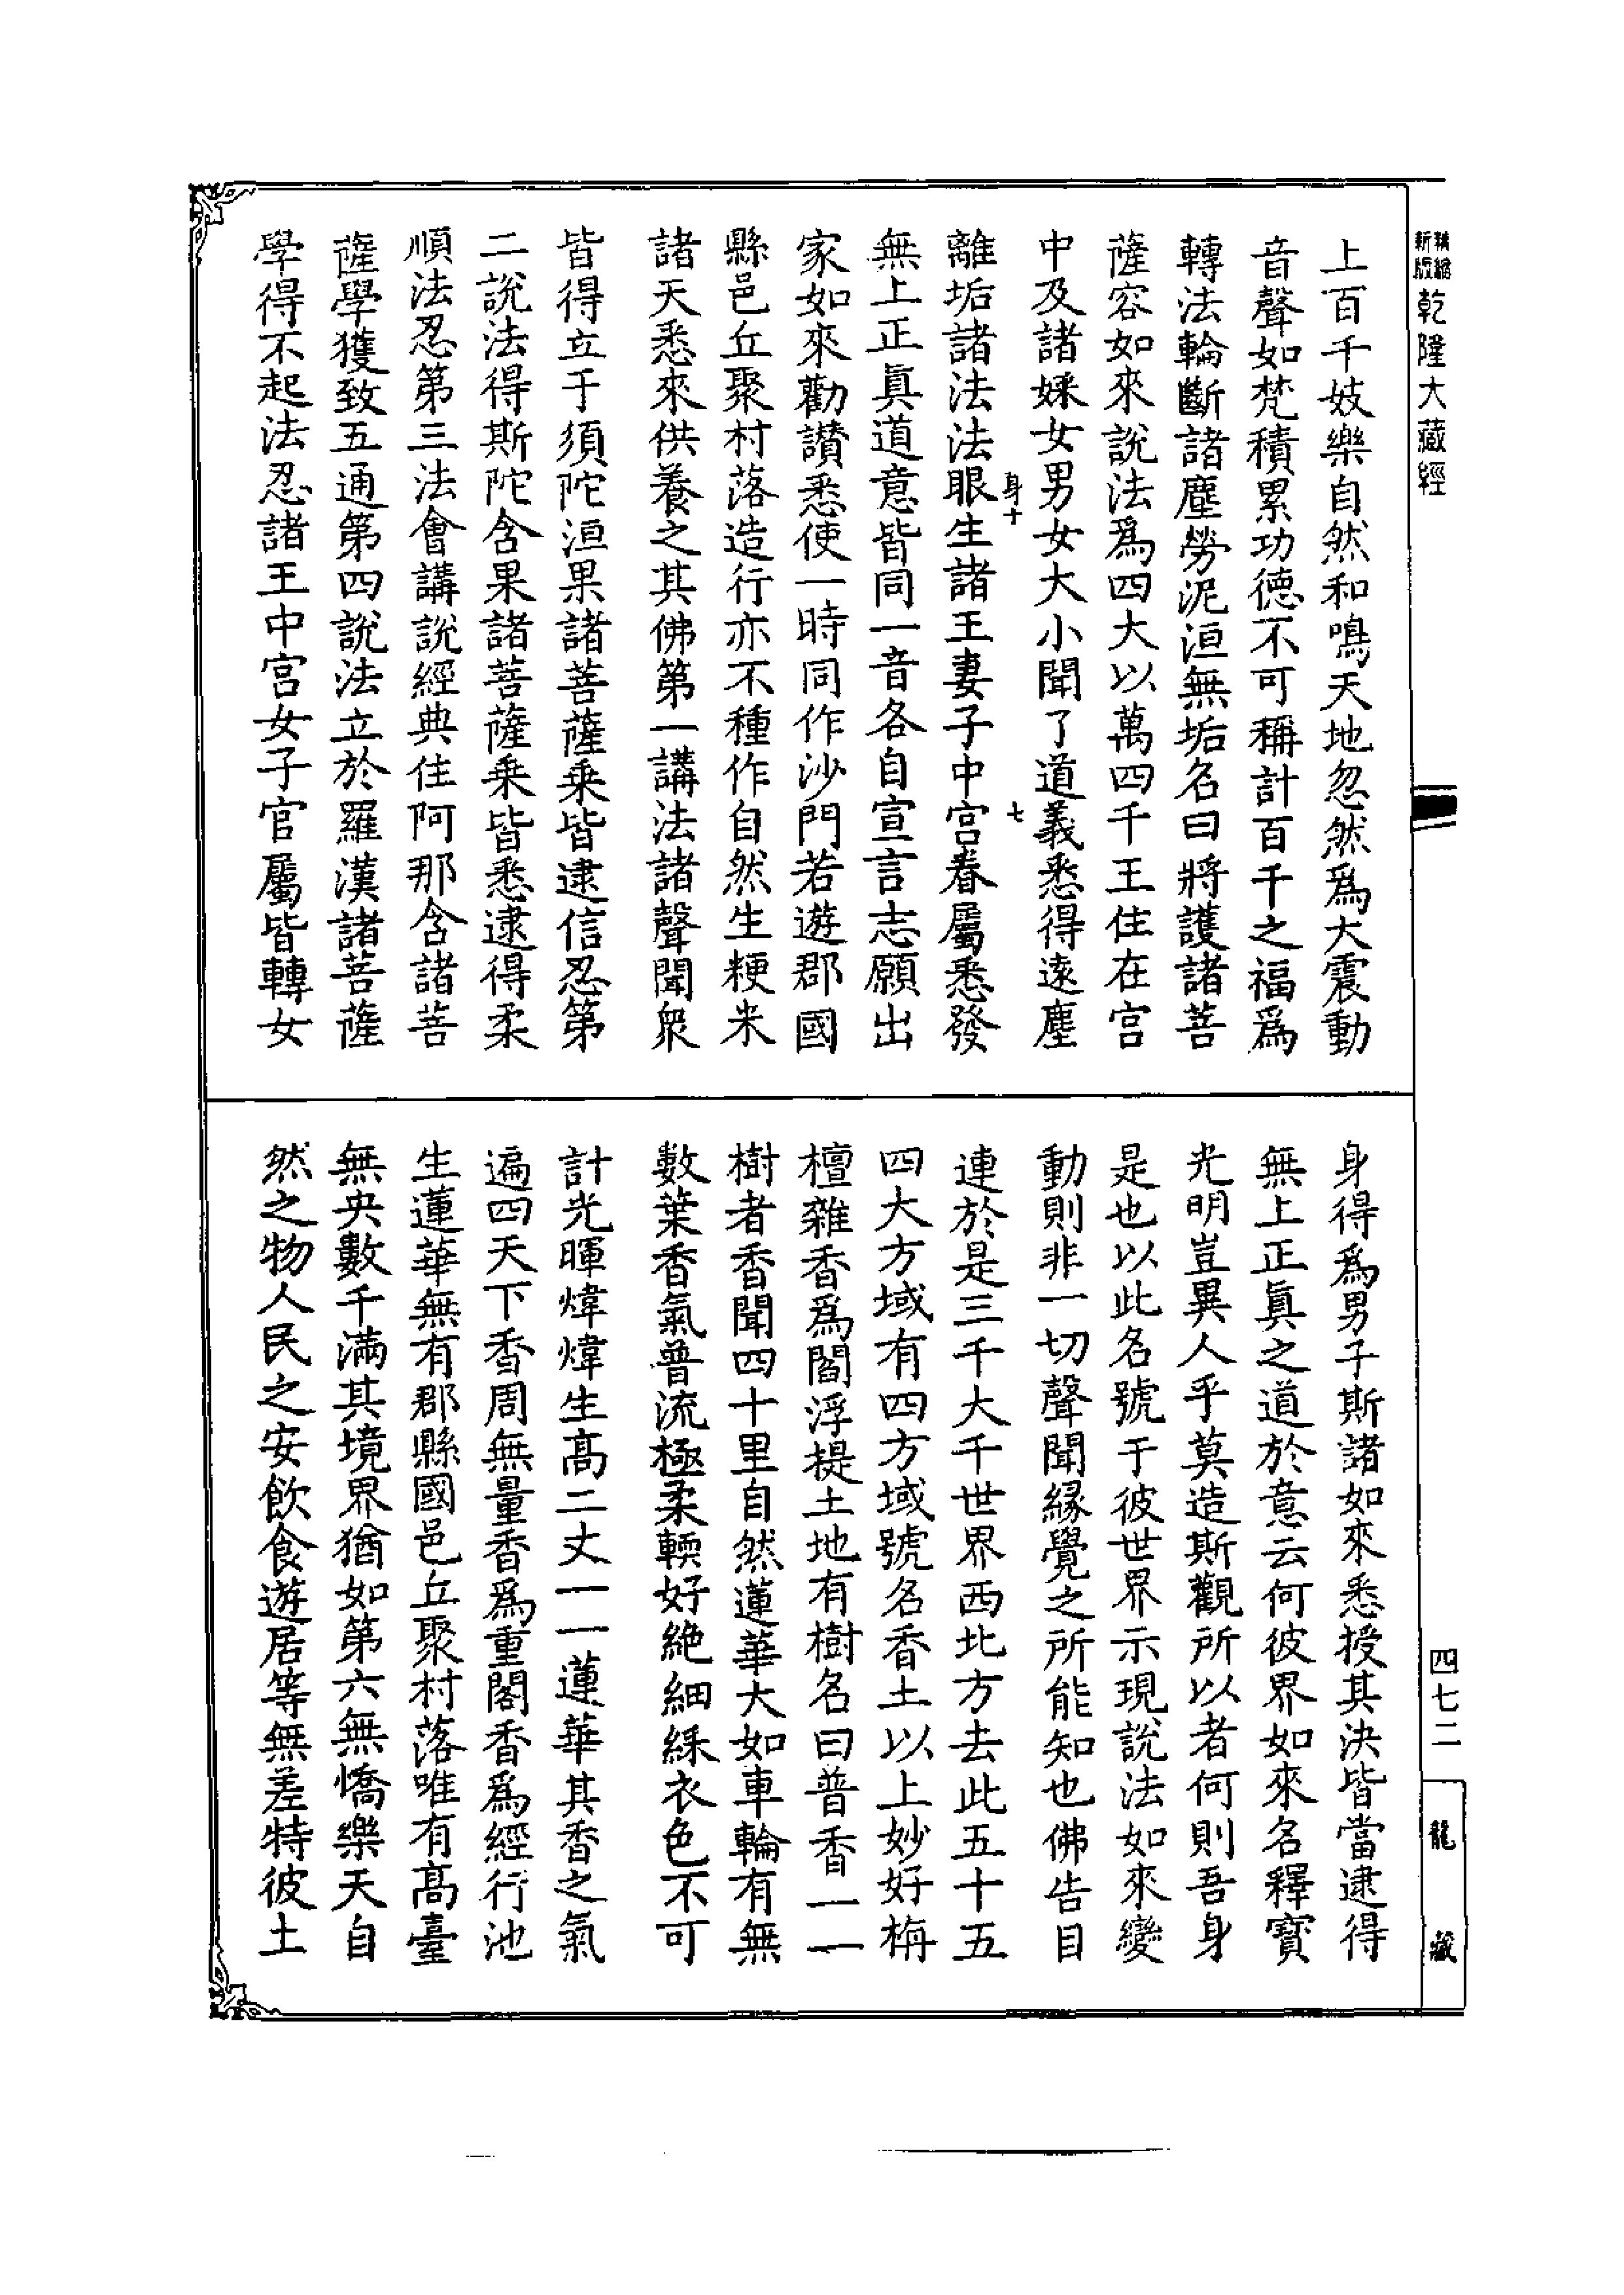 精縮新版乾隆大藏經
上百千妓樂自然和鳴天地忽然爲大震動
音聲如梵積累功德不可稱計百千之福爲
轉法輪斷諸塵勞泥洹無垢名曰將護諸菩
薩容如來說法爲四大以萬四千王住在宮
中及諸婇女男女大小聞了道義悉得遠塵
身十
七
離垢諸法法眼生諸王妻子中宮眷屬悉發
無上正眞道意皆同一音各自宣言志願出
家如來勸讚悉使一時同作沙門若遊郡國
縣邑丘聚村落造行亦不種作自然生粳米
諸天悉來供養之其佛第一講法諸聲聞衆
皆得立于須陀洹果諸菩薩乗皆逮信忍第
二說法得斯陀含果諸菩薩乗皆悉逮得柔
順法忍第三法會講說經典住阿那含諸菩
薩學獲致五通第四說法立於羅漢諸菩薩
學得不起法忍諸王中宮女子官屬皆轉女
身得爲男子斯諸如來悉授其決皆當逮得
無上正眞之道於意云何彼界如來名釋寶
光明豈異人乎莫造斯觀所以者何則吾身
是也以此名號于彼世界示現說法如來變
動則非一切聲聞緣覺之所能知也佛告目
連於是三千大千世界西北方去此五十五
四大方域有四方域號名香土以上妙好栴
檀雜香爲閻浮提土地有樹名曰普香一一
樹者香聞四十里自然蓮華大如車輪有無
數葉香氣普流極柔輭好絶細綵衣色不可
計光暉煒煒生髙二丈一一蓮華其香之氣
遍四天下香周無量香爲重閣香爲經行池
生蓮華無有郡縣國邑丘聚村落唯有髙臺
無央數千滿其境界猶如第六無憍樂天自
然之物人民之安飮食遊居等無差特彼土
四七二
龍藏